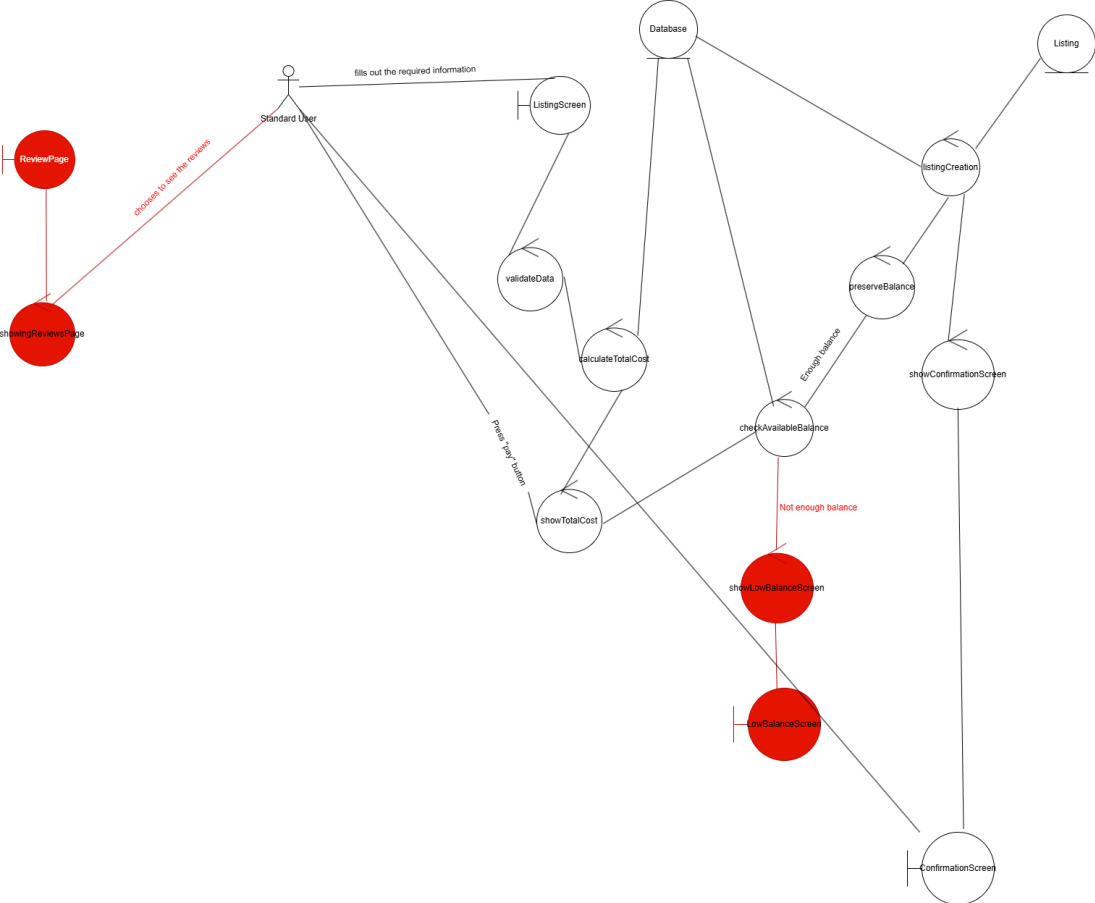 Database
Listing
fills out the required information
ListingScreen
Standard User
ReviewPage
chooses to see the reviews
listingCreation
validateData
preserveBalance
showingReviewsPage
calculateTotalCost
Enough balance
showConfirmationScreen
checkAvailableBalance
Press "pay" button
showTotalCost
Not enough balance
showLowBalanceScreen
LowBalanceScreen
ConfirmationScreen